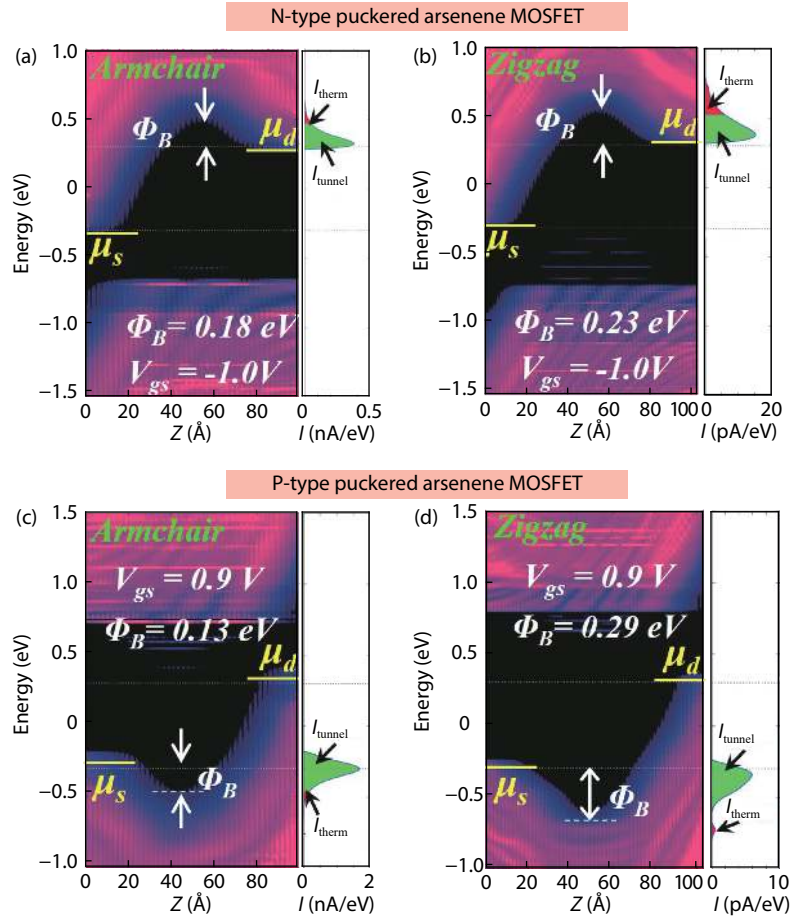 N-type puckered arsenene MOSFET
(a)
Armchair
Φ_B
μ_d
μ_s
Φ_B = 0.18 eV
V_gs = -1.0V
Energy (eV)
1.0
0.5
0
−0.5
−1.0
−1.5
0 20 40 60 80
Z (Å)
I_therm
I_tunnel
0 0.5
I (nA/eV)
(b)
Zigzag
Φ_B
μ_d
μ_s
Φ_B = 0.23 eV
V_gs = -1.0V
Energy (eV)
1.0
0.5
0
−0.5
−1.0
−1.5
0 20 40 60 80 100
Z (Å)
I_therm
I_tunnel
0 10 20
I (pA/eV)
P-type puckered arsenene MOSFET
(c)
Armchair
V_gs = 0.9 V
Φ_B = 0.13 eV
μ_d
μ_s
Φ_B
Energy (eV)
1.5
1.0
0.5
0
−0.5
−1.0
0 20 40 60 80
Z (Å)
I_tunnel
I_therm
0 2
I (nA/eV)
(d)
Zigzag
V_gs = 0.9 V
Φ_B = 0.29 eV
μ_d
μ_s
Φ_B
Energy (eV)
1.5
1.0
0.5
0
−0.5
−1.0
0 20 40 60 80 100
Z (Å)
I_tunnel
I_therm
0 10
I (pA/eV)